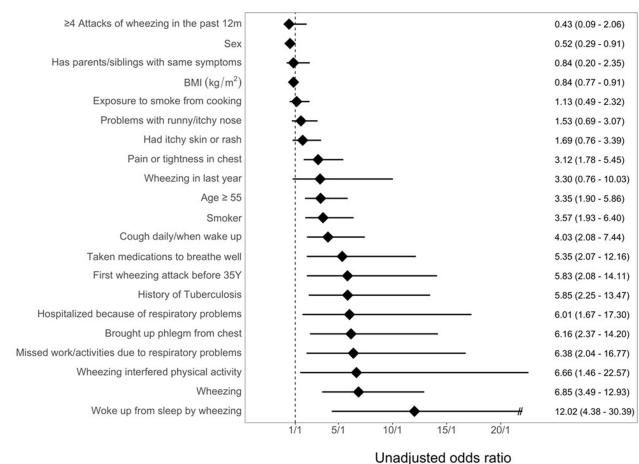 ≥4 Attacks of wheezing in the past 12m 0.43 (0.09 - 2.06)
Sex 0.52 (0.29 - 0.91)
Has parents/siblings with same symptoms 0.84 (0.20 - 2.35)
BMI (kg/m²) 0.84 (0.77 - 0.91)
Exposure to smoke from cooking 1.13 (0.49 - 2.32)
Problems with runny/itchy nose 1.53 (0.69 - 3.07)
Had itchy skin or rash 1.69 (0.76 - 3.39)
Pain or tightness in chest 3.12 (1.78 - 5.45)
Wheezing in last year 3.30 (0.76 - 10.03)
Age ≥ 55 3.35 (1.90 - 5.86)
Smoker 3.57 (1.93 - 6.40)
Cough daily/when wake up 4.03 (2.08 - 7.44)
Taken medications to breathe well 5.35 (2.07 - 12.16)
First wheezing attack before 35Y 5.83 (2.08 - 14.11)
History of Tuberculosis 5.85 (2.25 - 13.47)
Hospitalized because of respiratory problems 6.01 (1.67 - 17.30)
Brought up phlegm from chest 6.16 (2.37 - 14.20)
Missed work/activities due to respiratory problems 6.38 (2.04 - 16.77)
Wheezing interfered physical activity 6.66 (1.46 - 22.57)
Wheezing 6.85 (3.49 - 12.93)
Woke up from sleep by wheezing // 12.02 (4.38 - 30.39)
1/1 5/1 10/1 15/1 20/1
Unadjusted odds ratio